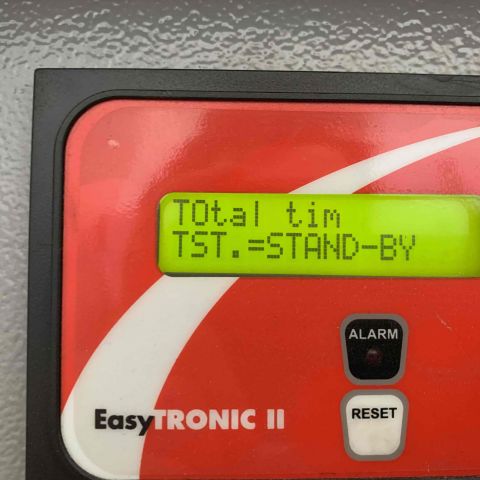 TOtal tim
TST.=STAND-BY
ALARM
RESET
EasyTRONIC II